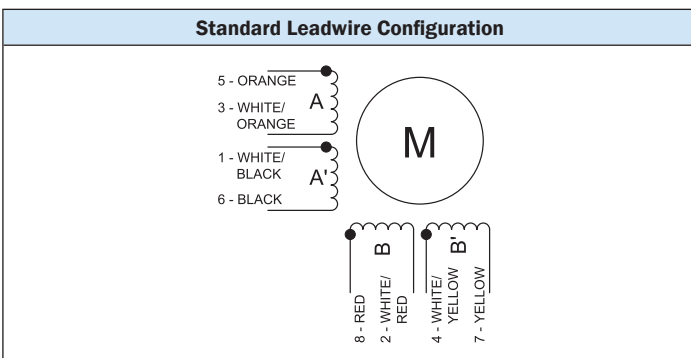 Standard Leadwire Configuration
5 - ORANGE
3 - WHITE/
ORANGE
A
1 - WHITE/
BLACK
A'
6 - BLACK
M
B
B'
8 - RED
2 - WHITE/
RED
4 - WHITE/
YELLOW
7 - YELLOW